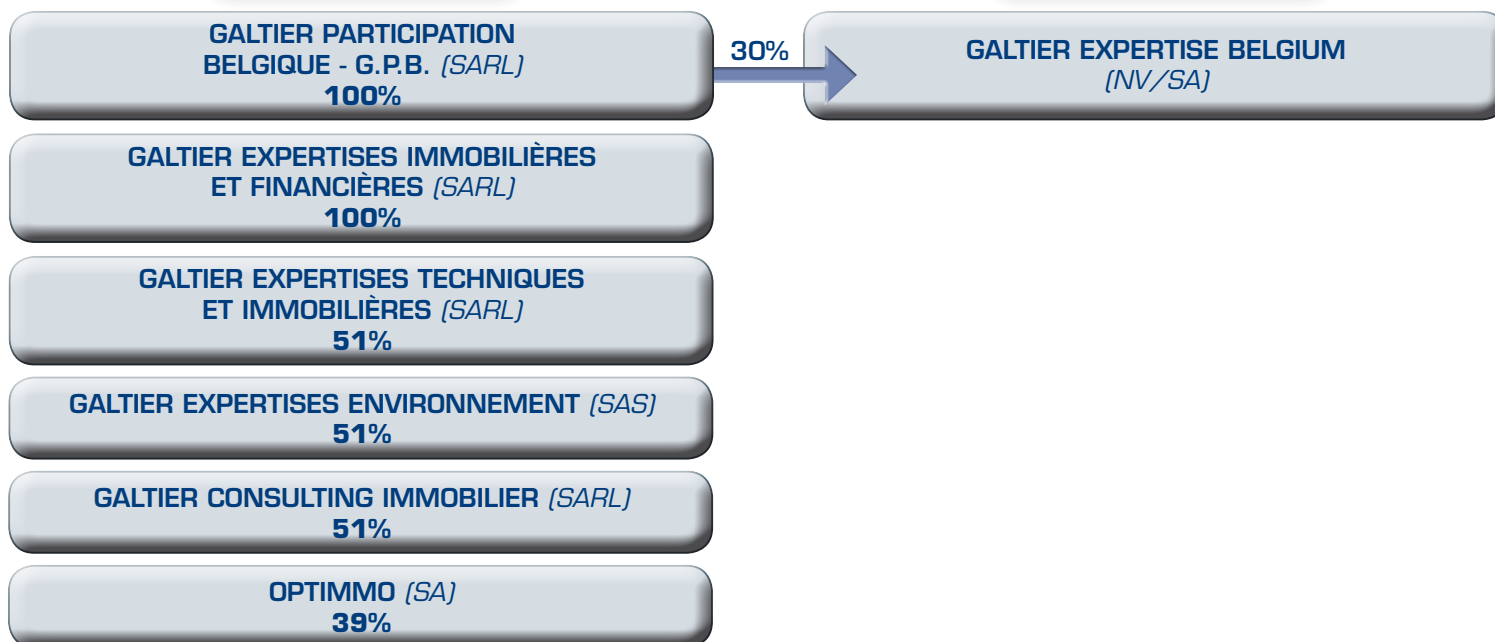 GALTIER PARTICIPATION
BELGIQUE - G.P.B. (SARL)
100%
30%
GALTIER EXPERTISE BELGIUM
(NV/SA)
GALTIER EXPERTISES IMMOBILIÈRES
ET FINANCIÈRES (SARL)
100%
GALTIER EXPERTISES TECHNIQUES
ET IMMOBILIÈRES (SARL)
51%
GALTIER EXPERTISES ENVIRONNEMENT (SAS)
51%
GALTIER CONSULTING IMMOBILIER (SARL)
51%
OPTIMMO (SA)
39%